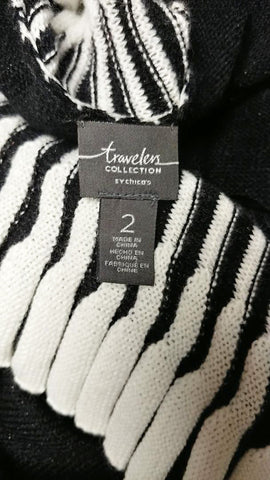 travelers
COLLECTION
BY CHICO'S
2
MADE IN
CHINA
HECHO EN
CHINA
FABRIQUÉ EN
CHINE